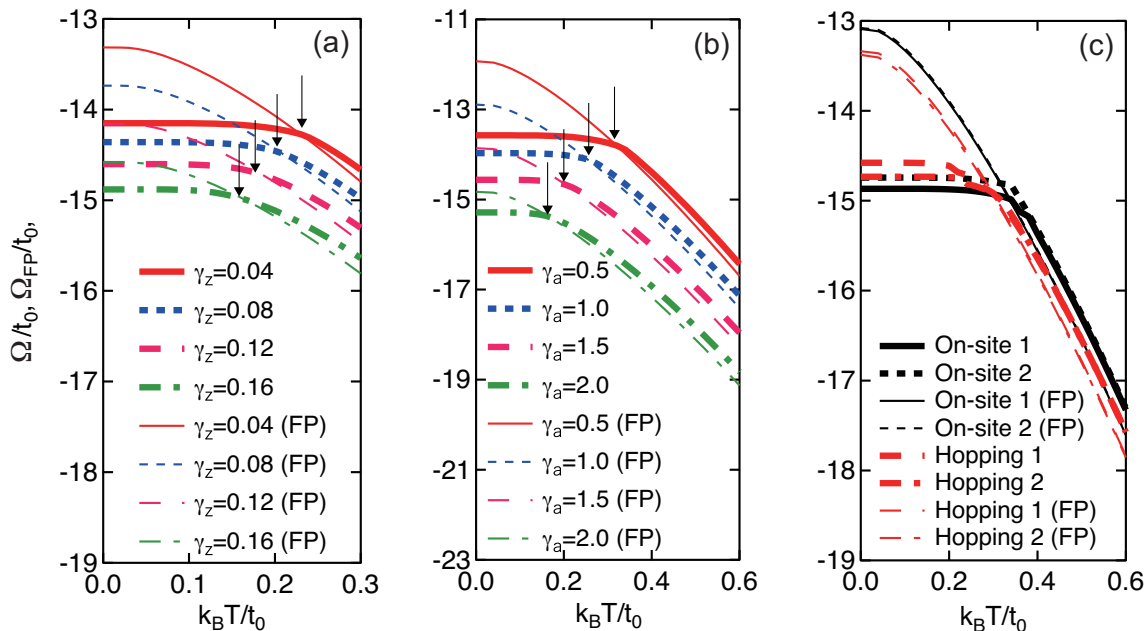 Ω/t₀, Ω_FP/t₀,
(a)
-13
-14
-15
-16
-17
-18
-19
γz=0.04
γz=0.08
γz=0.12
γz=0.16
γz=0.04 (FP)
γz=0.08 (FP)
γz=0.12 (FP)
γz=0.16 (FP)
0.0 0.1 0.2 0.3
k_BT/t₀
(b)
-11
-13
-15
-17
-19
-21
-23
γa=0.5
γa=1.0
γa=1.5
γa=2.0
γa=0.5 (FP)
γa=1.0 (FP)
γa=1.5 (FP)
γa=2.0 (FP)
0.0 0.2 0.4 0.6
k_BT/t₀
(c)
-13
-14
-15
-16
-17
-18
-19
On-site 1
On-site 2
On-site 1 (FP)
On-site 2 (FP)
Hopping 1
Hopping 2
Hopping 1 (FP)
Hopping 2 (FP)
0.0 0.2 0.4 0.6
k_BT/t₀